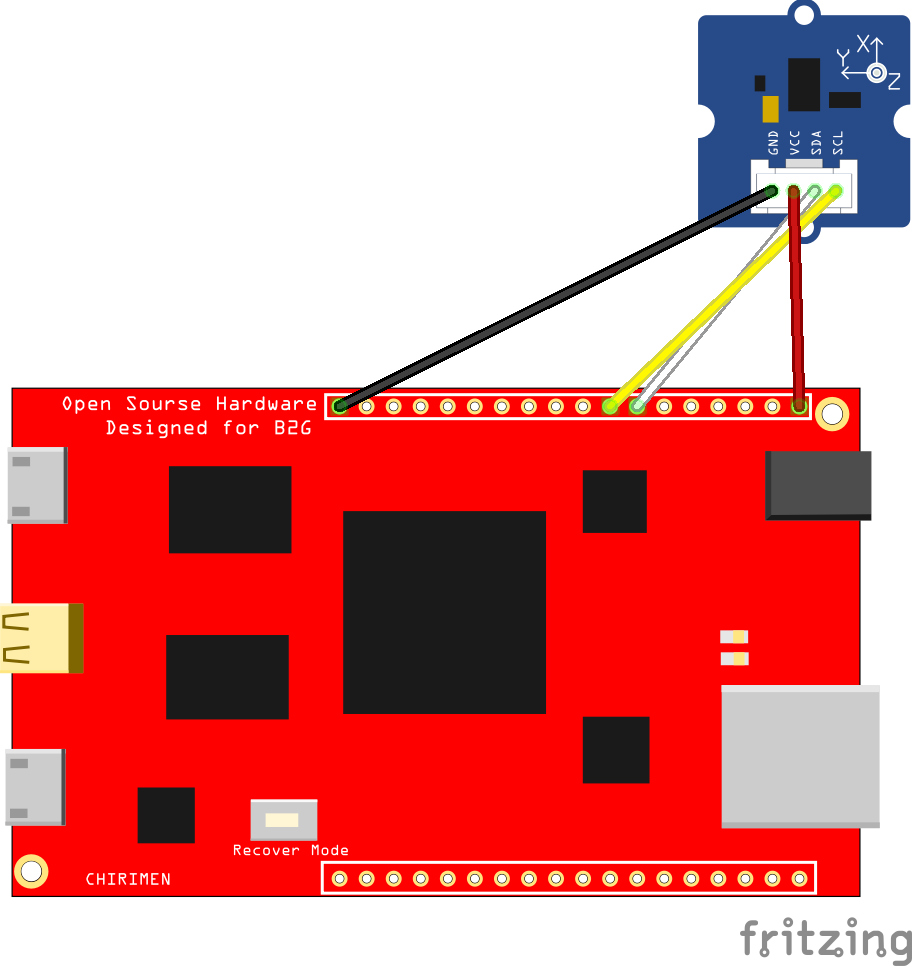 X
Y
Z
GND
VCC
SDA
SCL
Open Sourse Hardware
Designed for B2G
Recover Mode
CHIRIMEN
fritzing